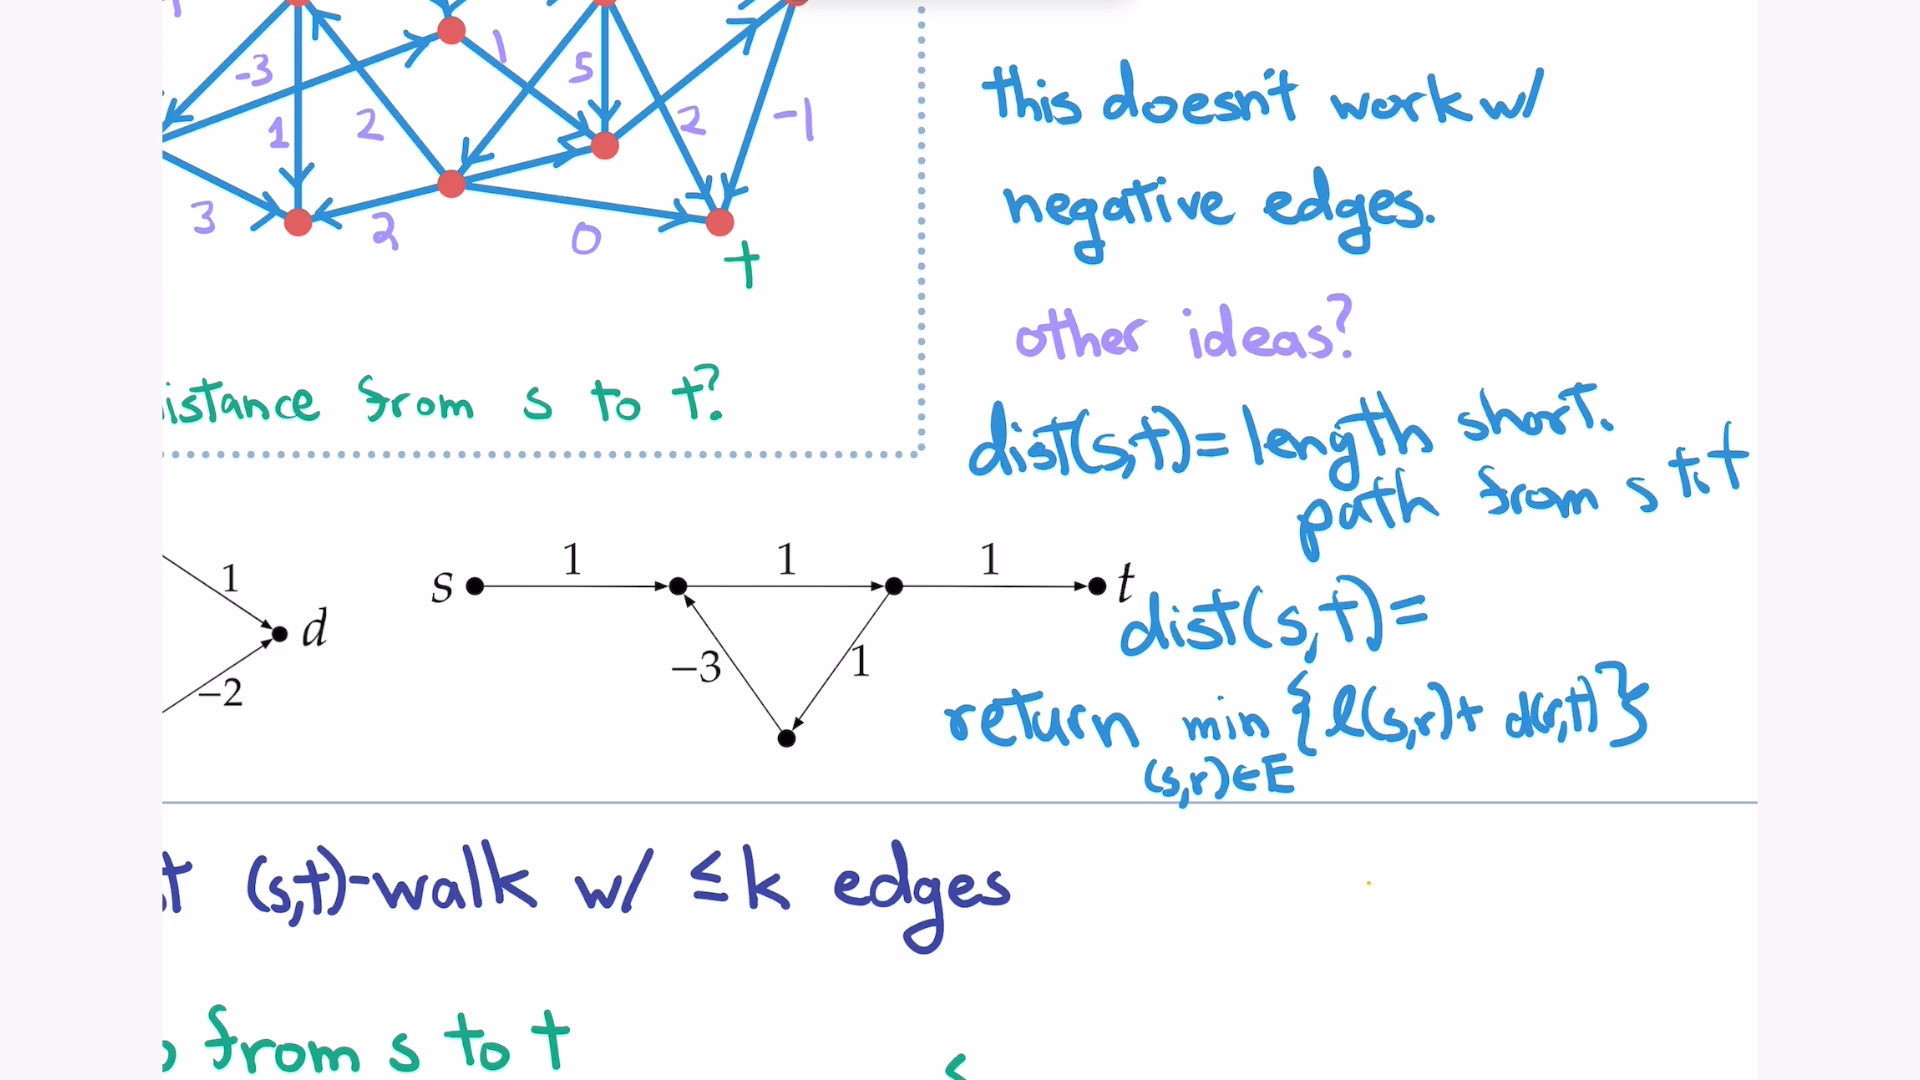 -3
1
2
1
5
2
-1
3
2
0
t
istance from s to t?
this doesn't work w/
negative edges.
other ideas?
dist(s,t)= length short.
path from s to t
1
d
-2
s
1
1
1
t
-3
1
dist(s,t)=
return min {l(s,r)+ d(r,t)}
(s,r)∈E
t (s,t)-walk w/ ≤k edges
from s to t